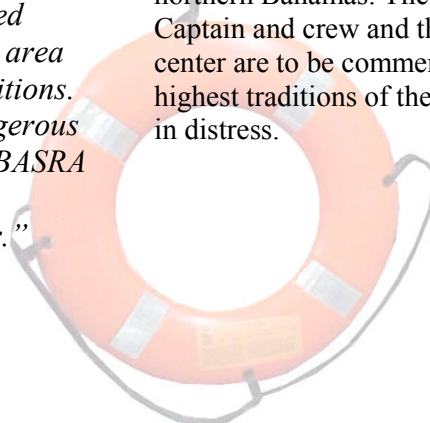 ed
area
itions.
gerous
BASRA
.”
northern Bahamas. The
Captain and crew and th
center are to be commen
highest traditions of the
in distress.